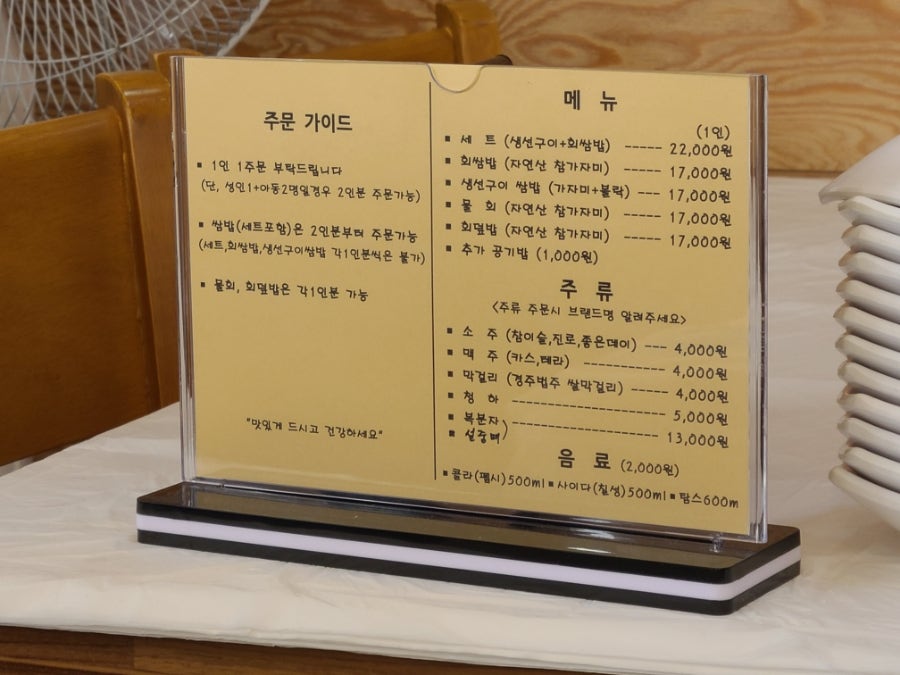 주문 가이드
▪ 1인 1주문 부탁드립니다
(단, 성인1+아동2명일경우 2인분 주문가능)
▪ 쌈밥(세트포함)은 2인분부터 주문가능
(세트,회쌈밥,생선구이쌈밥 각1인분씩은 불가)
▪ 물회, 회덮밥은 각1인분 가능
"맛있게 드시고 건강하세요"
메 뉴
(1인)
▪ 세 트 (생선구이+회쌈밥) ----- 22,000원
▪ 회쌈밥 (자연산 참가자미) ----- 17,000원
▪ 생선구이 쌈밥 (가자미+볼락) --- 17,000원
▪ 물 회 (자연산 참가자미) ----- 17,000원
▪ 회덮밥 (자연산 참가자미) ----- 17,000원
▪ 추가 공기밥 (1,000원)
주 류
<주류 주문시 브랜드명 알려주세요>
▪ 소 주 (참이슬,진로,좋은데이) --- 4,000원
▪ 맥 주 (카스,테라) ----------- 4,000원
▪ 막걸리 (경주법주 쌀막걸리) ----- 4,000원
▪ 청 하 -------------------- 5,000원
▪ 복분자
▪ 설중매) ------------------- 13,000원
음 료 (2,000원)
▪ 콜라(펩시)500ml ▪ 사이다(칠성)500ml ▪ 탐스600m